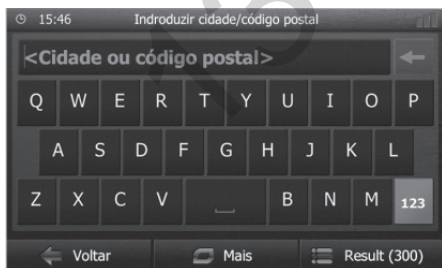 15:46 Indroduzir cidade/código postal
<Cidade ou código postal>
Q W E R T Y U I O P
A S D F G H J K L
Z X C V B N M 123
Voltar Mais Result (300)